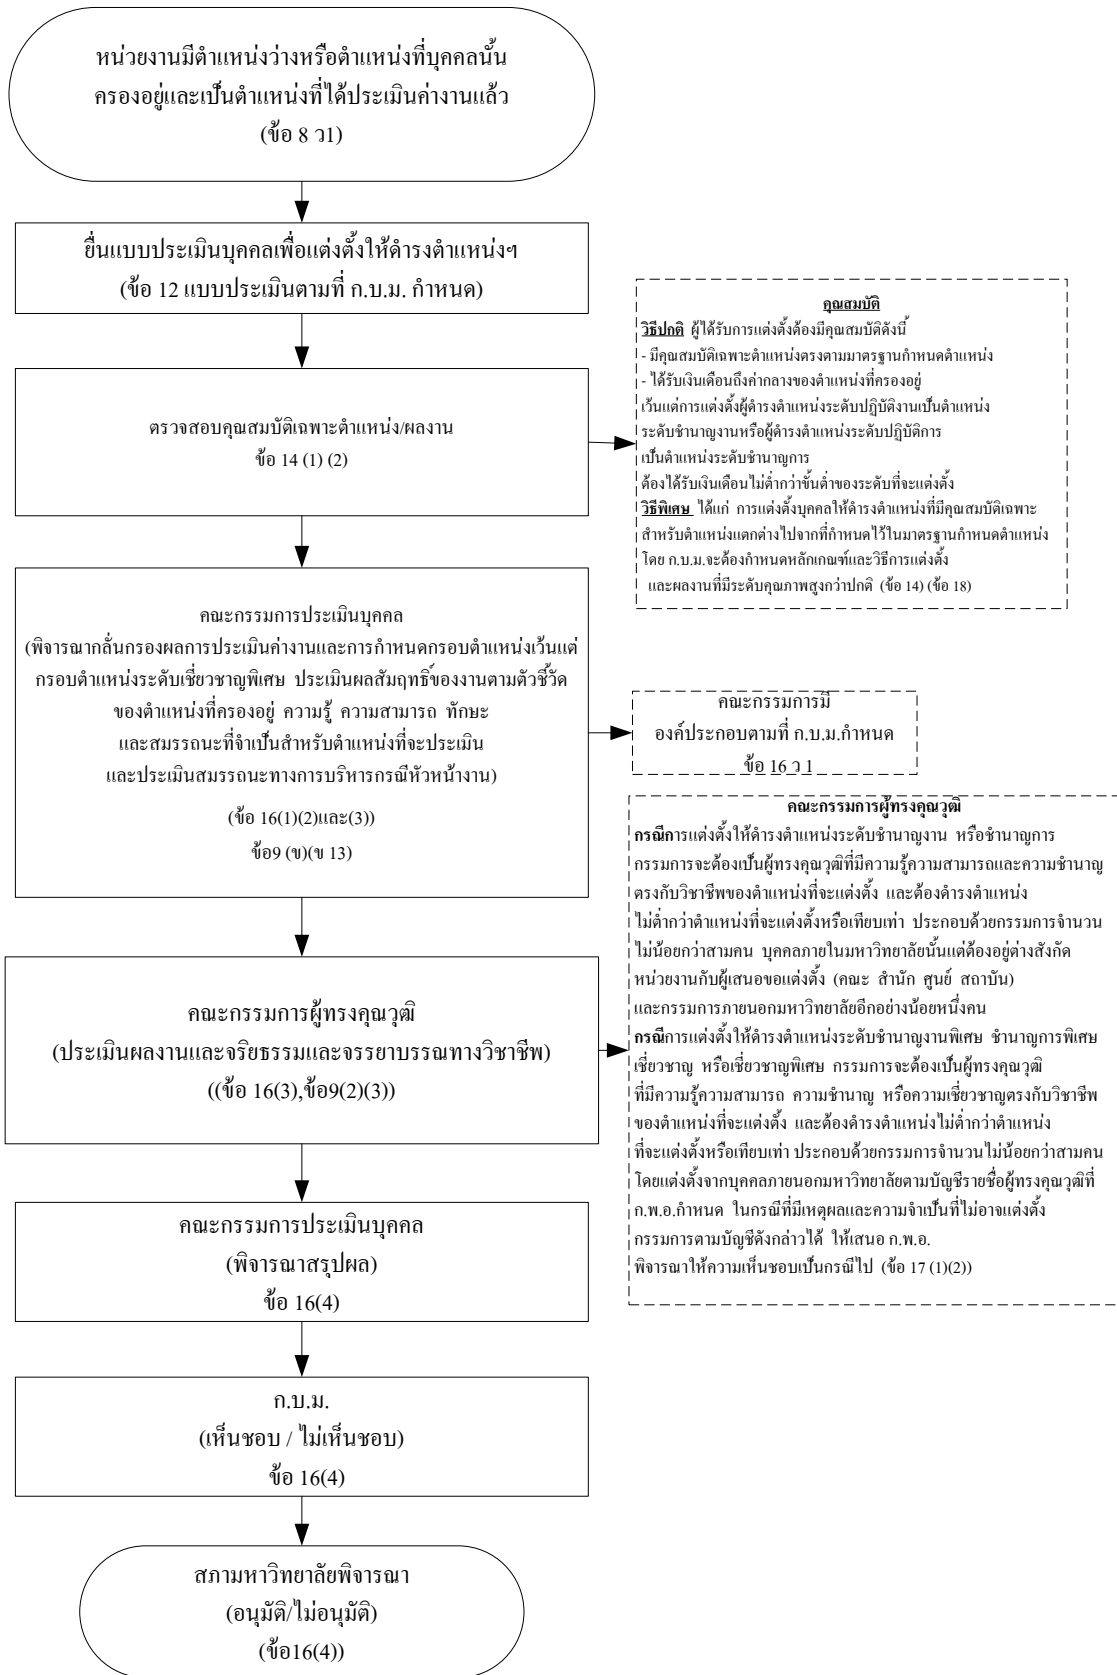 หน่วยงานมีตำแหน่งว่างหรือตำแหน่งที่บุคคลนั้น
ครองอยู่และเป็นตำแหน่งที่ได้ประเมินค่างานแล้ว
(ข้อ 8 ว1)
ยื่นแบบประเมินบุคคลเพื่อแต่งตั้งให้ดำรงตำแหน่งฯ
(ข้อ 12 แบบประเมินตามที่ ก.บ.ม. กำหนด)
ตรวจสอบคุณสมบัติเฉพาะตำแหน่ง/ผลงาน
ข้อ 14 (1) (2)
คุณสมบัติ
วิธีปกติ ผู้ได้รับการแต่งตั้งต้องมีคุณสมบัติดังนี้
- มีคุณสมบัติเฉพาะตำแหน่งตรงตามมาตรฐานกำหนดตำแหน่ง
- ได้รับเงินเดือนถึงค่ากลางของตำแหน่งที่ครองอยู่
เว้นแต่การแต่งตั้งผู้ดำรงตำแหน่งระดับปฏิบัติงานเป็นตำแหน่ง
ระดับชำนาญงานหรือผู้ดำรงตำแหน่งระดับปฏิบัติการ
เป็นตำแหน่งระดับชำนาญการ
ต้องได้รับเงินเดือนไม่ต่ำกว่าขั้นต่ำของระดับที่จะแต่งตั้ง
วิธีพิเศษ ได้แก่ การแต่งตั้งบุคคลให้ดำรงตำแหน่งที่มีคุณสมบัติเฉพาะ
สำหรับตำแหน่งแตกต่างไปจากที่กำหนดไว้ในมาตรฐานกำหนดตำแหน่ง
โดย ก.บ.ม.จะต้องกำหนดหลักเกณฑ์และวิธีการแต่งตั้ง
และผลงานที่มีระดับคุณภาพสูงกว่าปกติ (ข้อ 14) (ข้อ 18)
คณะกรรมการประเมินบุคคล
(พิจารณากลั่นกรองผลการประเมินค่างานและการกำหนดกรอบตำแหน่งเว้นแต่
กรอบตำแหน่งระดับเชี่ยวชาญพิเศษ ประเมินผลสัมฤทธิ์ของงานตามตัวชี้วัด
ของตำแหน่งที่ครองอยู่ ความรู้ ความสามารถ ทักษะ
และสมรรถนะที่จำเป็นสำหรับตำแหน่งที่จะประเมิน
และประเมินสมรรถนะทางการบริหารกรณีหัวหน้างาน)
(ข้อ 16(1)(2)และ(3))
ข้อ9 (ข)(ข 13)
คณะกรรมการมี
องค์ประกอบตามที่ ก.บ.ม.กำหนด
ข้อ 16 ว 1
คณะกรรมการผู้ทรงคุณวุฒิ
(ประเมินผลงานและจริยธรรมและจรรยาบรรณทางวิชาชีพ)
((ข้อ 16(3),ข้อ9(2)(3))
คณะกรรมการผู้ทรงคุณวุฒิ
กรณีการแต่งตั้งให้ดำรงตำแหน่งระดับชำนาญงาน หรือชำนาญการ
กรรมการจะต้องเป็นผู้ทรงคุณวุฒิที่มีความรู้ความสามารถและความชำนาญ
ตรงกับวิชาชีพของตำแหน่งที่จะแต่งตั้ง และต้องดำรงตำแหน่ง
ไม่ต่ำกว่าตำแหน่งที่จะแต่งตั้งหรือเทียบเท่า ประกอบด้วยกรรมการจำนวน
ไม่น้อยกว่าสามคน บุคคลภายในมหาวิทยาลัยนั้นแต่ต้องอยู่ต่างสังกัด
หน่วยงานกับผู้เสนอขอแต่งตั้ง (คณะ สำนัก ศูนย์ สถาบัน)
และกรรมการภายนอกมหาวิทยาลัยอีกอย่างน้อยหนึ่งคน
กรณีการแต่งตั้งให้ดำรงตำแหน่งระดับชำนาญงานพิเศษ ชำนาญการพิเศษ
เชี่ยวชาญ หรือเชี่ยวชาญพิเศษ กรรมการจะต้องเป็นผู้ทรงคุณวุฒิ
ที่มีความรู้ความสามารถ ความชำนาญ หรือความเชี่ยวชาญตรงกับวิชาชีพ
ของตำแหน่งที่จะแต่งตั้ง และต้องดำรงตำแหน่งไม่ต่ำกว่าตำแหน่ง
ที่จะแต่งตั้งหรือเทียบเท่า ประกอบด้วยกรรมการจำนวนไม่น้อยกว่าสามคน
โดยแต่งตั้งจากบุคคลภายนอกมหาวิทยาลัยตามบัญชีรายชื่อผู้ทรงคุณวุฒิที่
ก.พ.อ.กำหนด ในกรณีที่มีเหตุผลและความจำเป็นที่ไม่อาจแต่งตั้ง
กรรมการตามบัญชีดังกล่าวได้ ให้เสนอ ก.พ.อ.
พิจารณาให้ความเห็นชอบเป็นกรณีไป (ข้อ 17 (1)(2))
คณะกรรมการประเมินบุคคล
(พิจารณาสรุปผล)
ข้อ 16(4)
ก.บ.ม.
(เห็นชอบ / ไม่เห็นชอบ)
ข้อ 16(4)
สภามหาวิทยาลัยพิจารณา
(อนุมัติ/ไม่อนุมัติ)
(ข้อ16(4))